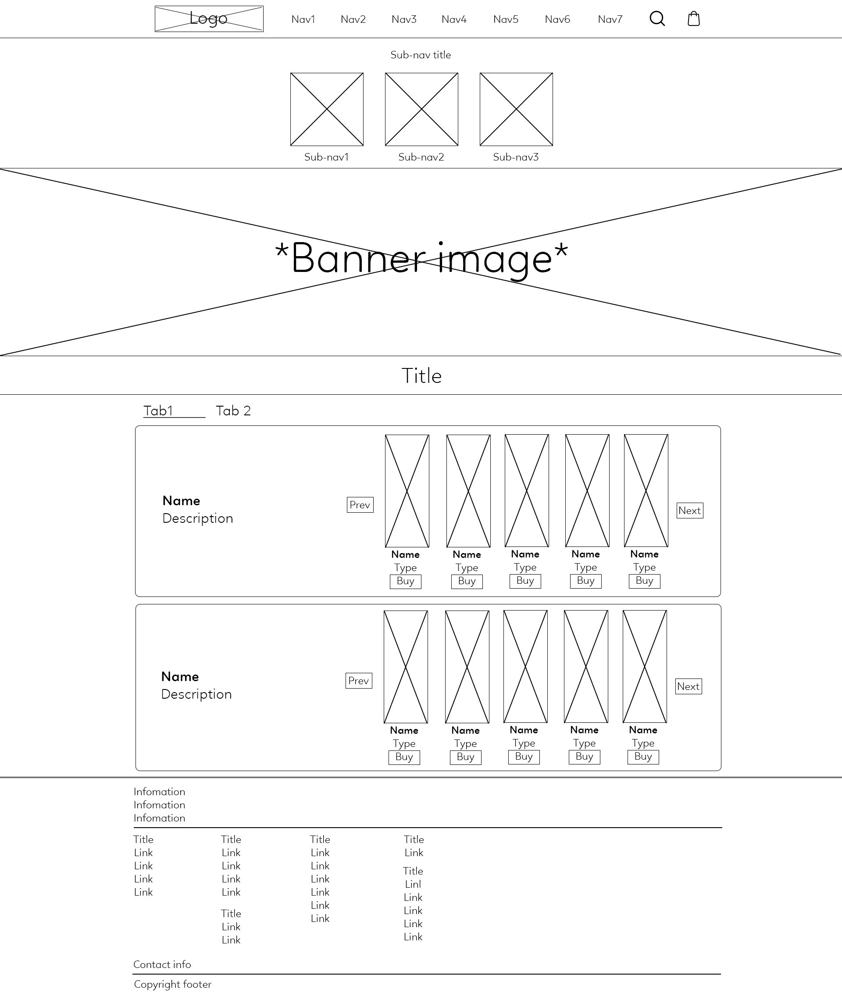 Logo Nav1 Nav2 Nav3 Nav4 Nav5 Nav6 Nav7
Sub-nav title
Sub-nav1 Sub-nav2 Sub-nav3
*Banner image*
Title
Tab1 Tab 2
Name
Description
Prev
Next
Name Name Name Name Name
Type Type Type Type Type
Buy Buy Buy Buy Buy
Name
Description
Prev
Next
Name Name Name Name Name
Type Type Type Type Type
Buy Buy Buy Buy Buy
Infomation
Infomation
Infomation
Title
Link
Link
Link
Link
Title
Link
Link
Link
Link
Title
Link
Link
Title
Link
Link
Link
Link
Link
Link
Title
Link
Title
Linl
Link
Link
Link
Link
Contact info
Copyright footer